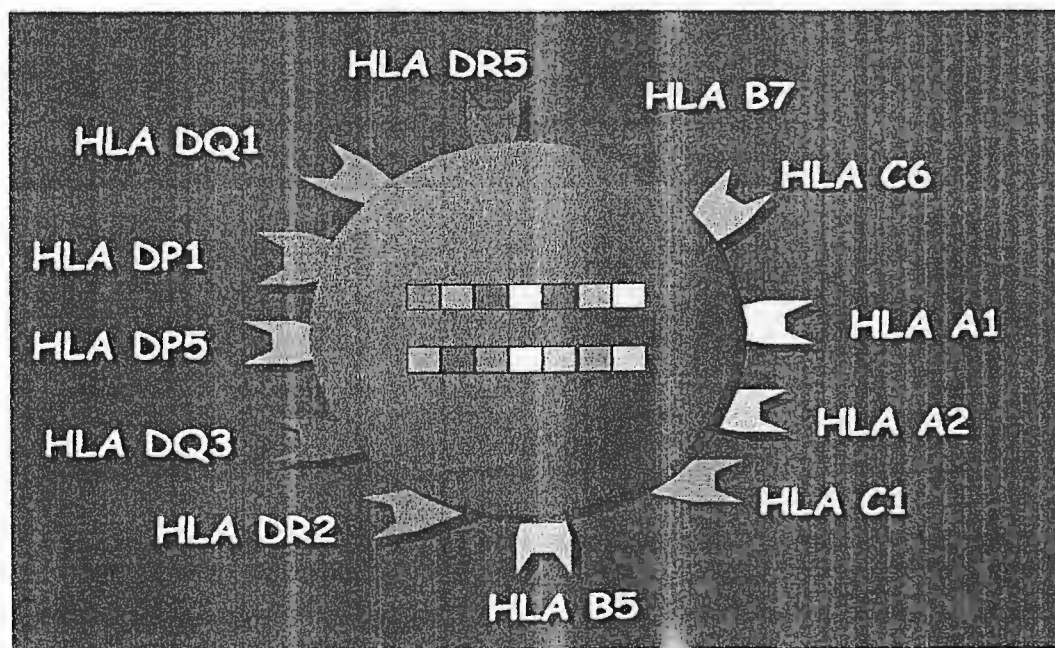 HLA DR5
HLA B7
HLA DQ1
HLA C6
HLA DP1
HLA A1
HLA DP5
HLA A2
HLA DQ3
HLA C1
HLA DR2
HLA B5